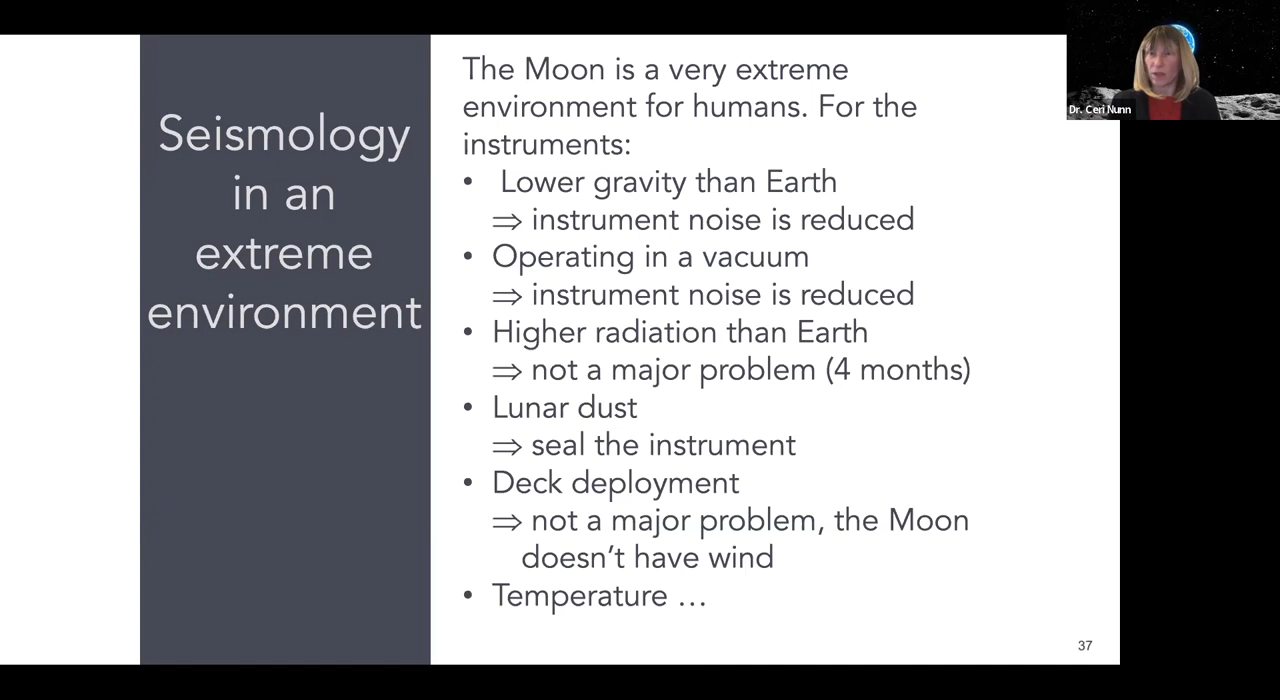 Seismology
in an
extreme
environment
The Moon is a very extreme
environment for humans. For the
instruments:
• Lower gravity than Earth
⇒ instrument noise is reduced
• Operating in a vacuum
⇒ instrument noise is reduced
• Higher radiation than Earth
⇒ not a major problem (4 months)
• Lunar dust
⇒ seal the instrument
• Deck deployment
⇒ not a major problem, the Moon
doesn’t have wind
• Temperature …
37
Dr. Ceri Nunn